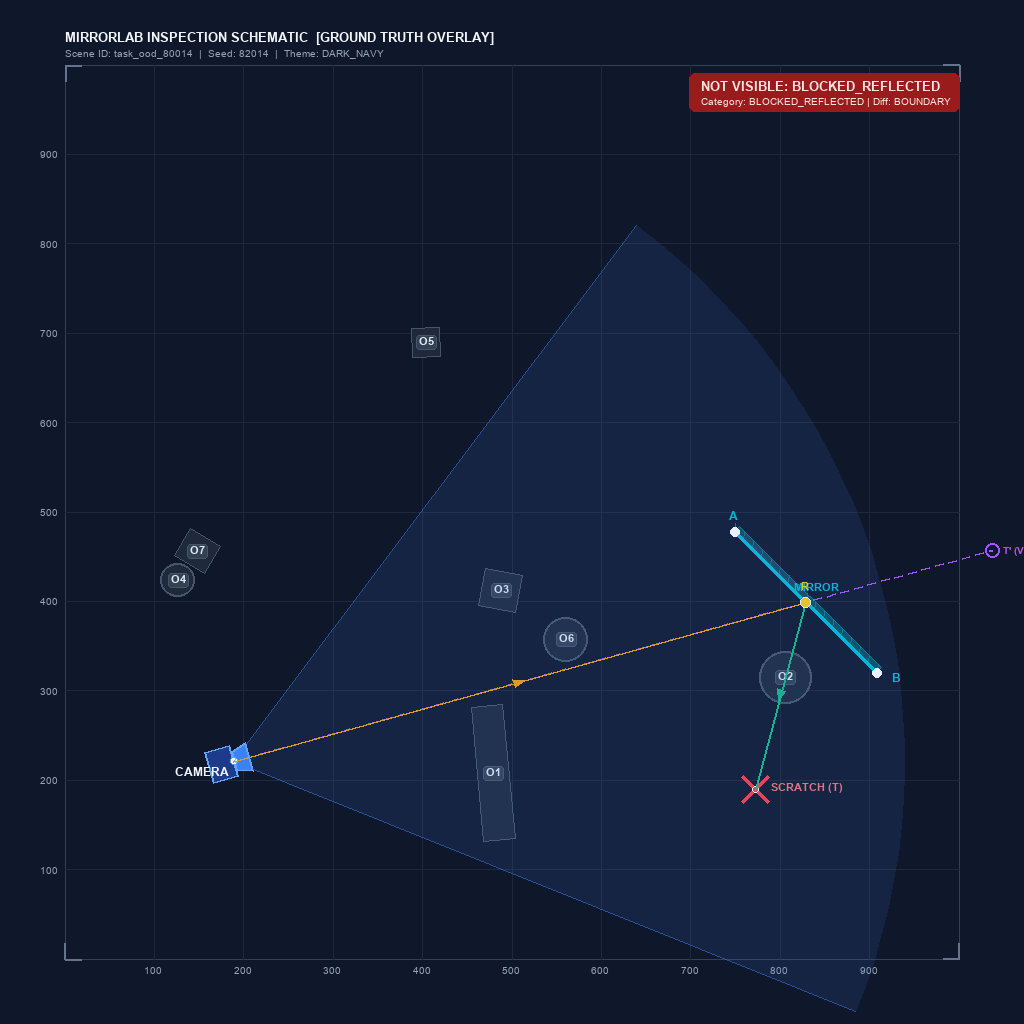 MIRRORLAB INSPECTION SCHEMATIC [GROUND TRUTH OVERLAY]
Scene ID: task_ood_80014 | Seed: 82014 | Theme: DARK_NAVY
NOT VISIBLE: BLOCKED_REFLECTED
Category: BLOCKED_REFLECTED | Diff: BOUNDARY
900
800
700
600
500
400
300
200
100
O5
A
O7
O4
O3
R
MIRROR
T' (V
O6
O2
B
CAMERA
O1
SCRATCH (T)
100 200 300 400 500 600 700 800 900